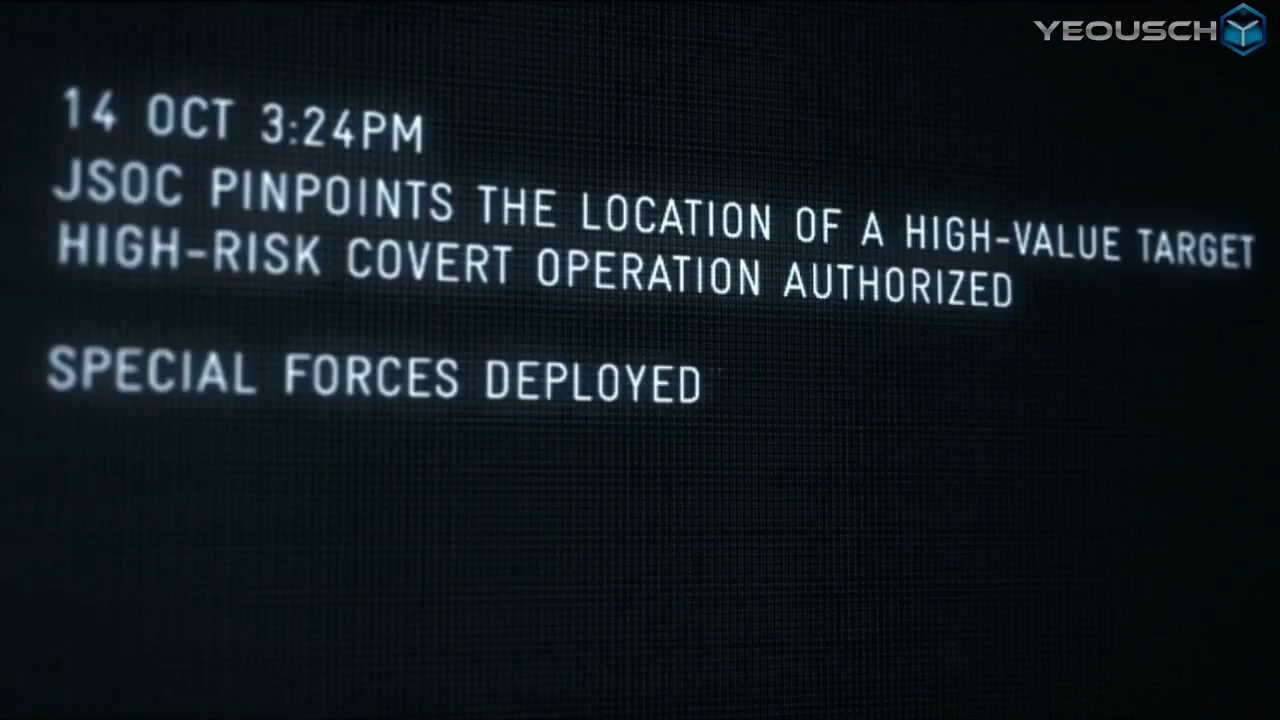 YEOUSCH
14 OCT 3:24PM
JSOC PINPOINTS THE LOCATION OF A HIGH-VALUE TARGET
HIGH-RISK COVERT OPERATION AUTHORIZED
SPECIAL FORCES DEPLOYED